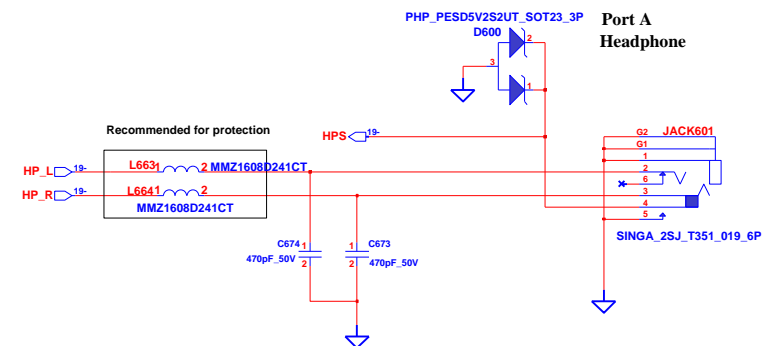 PHP_PESD5V2S2UT_SOT23_3P
Port A
D600
Headphone
2
3
1
Recommended for protection
HPS 19-
G2 JACK601
G1
1
HP_L 19- L663 1 2 MMZ1608D241CT
2
6
HP_R 19- L664 1 2
3
MMZ1608D241CT
4
5
SINGA_2SJ_T351_019_6P
C674 1
2
470pF_50V
1 C673
2
470pF_50V